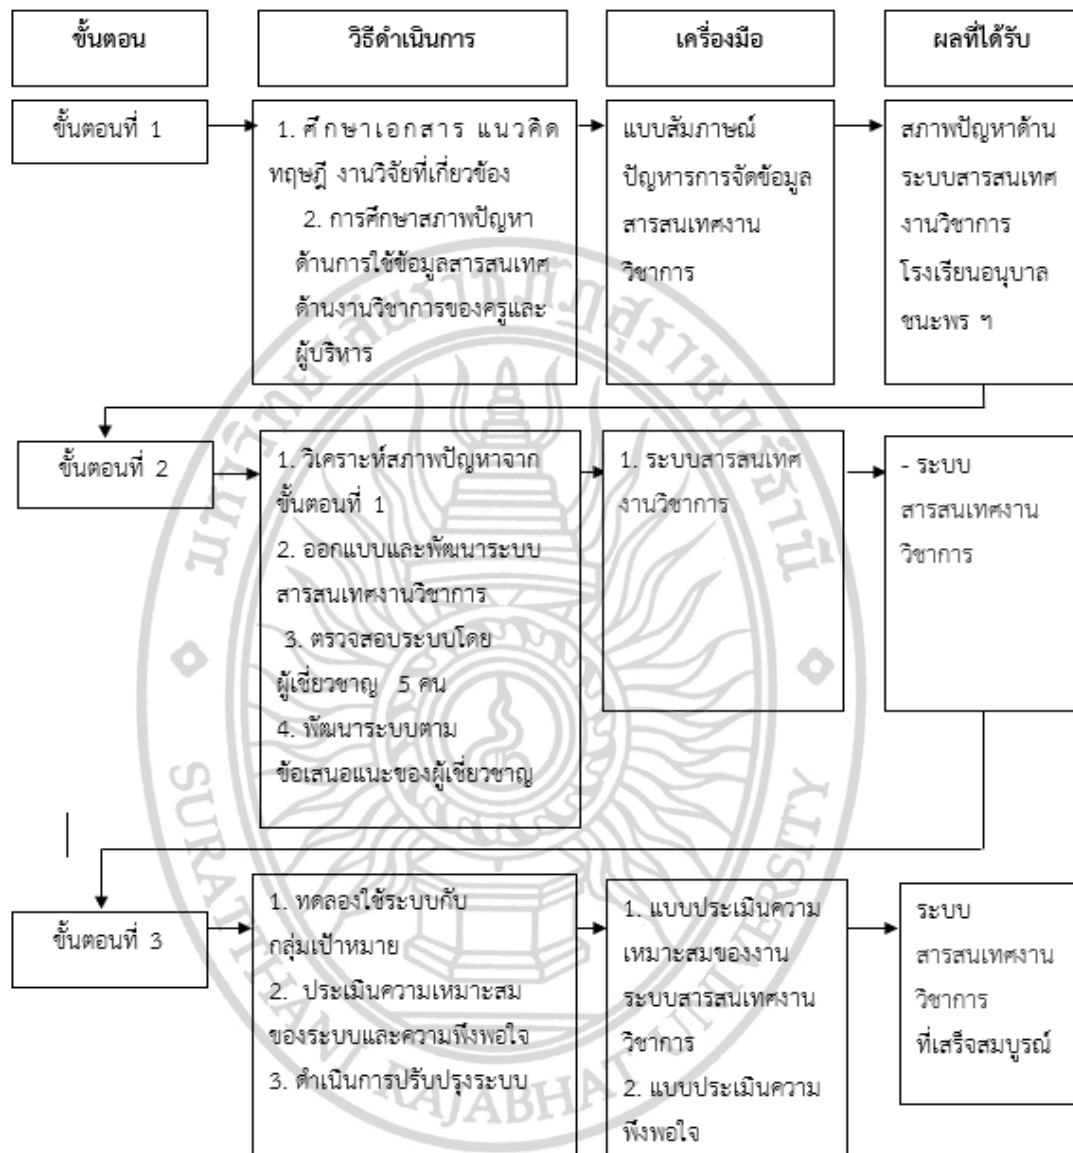 ขั้นตอน
วิธีดำเนินการ
เครื่องมือ
ผลที่ได้รับ
ขั้นตอนที่ 1
1. ศึกษาเอกสาร แนวคิด
ทฤษฎี งานวิจัยที่เกี่ยวข้อง
2. การศึกษาสภาพปัญหา
ด้านการใช้ข้อมูลสารสนเทศ
ด้านงานวิชาการของครูและ
ผู้บริหาร
แบบสัมภาษณ์
ปัญหารการจัดข้อมูล
สารสนเทศงาน
วิชาการ
สภาพปัญหาด้าน
ระบบสารสนเทศ
งานวิชาการ
โรงเรียนอนุบาล
ชนะพร ฯ
ขั้นตอนที่ 2
1. วิเคราะห์สภาพปัญหาจาก
ขั้นตอนที่ 1
2. ออกแบบและพัฒนาระบบ
สารสนเทศงานวิชาการ
3. ตรวจสอบระบบโดย
ผู้เชี่ยวชาญ 5 คน
4. พัฒนาระบบตาม
ข้อเสนอแนะของผู้เชี่ยวชาญ
1. ระบบสารสนเทศ
งานวิชาการ
- ระบบ
สารสนเทศงาน
วิชาการ
ขั้นตอนที่ 3
1. ทดลองใช้ระบบกับ
กลุ่มเป้าหมาย
2. ประเมินความเหมาะสม
ของระบบและความพึงพอใจ
3. ดำเนินการปรับปรุงระบบ
1. แบบประเมินความ
เหมาะสมของงาน
ระบบสารสนเทศงาน
วิชาการ
2. แบบประเมินความ
พึงพอใจ
ระบบ
สารสนเทศงาน
วิชาการ
ที่เสร็จสมบูรณ์
มหาวิทยาลัยราชภัฏสุราษฎร์ธานี
SURATTHANI RAJABHAT UNIVERSITY